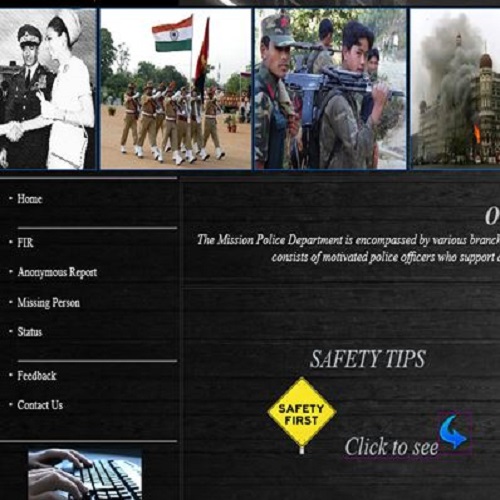 Home
FIR
Anonymous Report
Missing Person
Status
Feedback
Contact Us
O
The Mission Police Department is encompassed by various branch
consists of motivated police officers who support
SAFETY TIPS
SAFETY
FIRST
Click to see